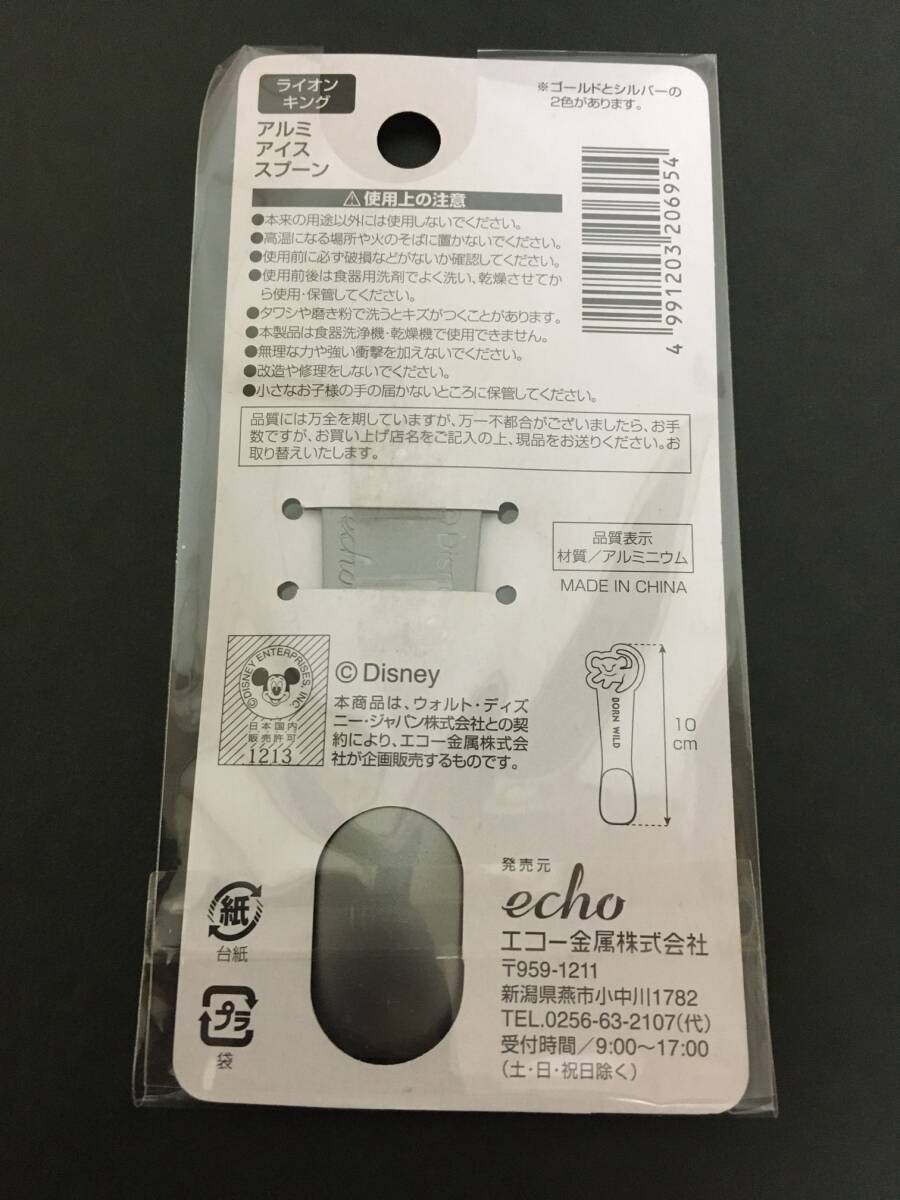 ライオン
キング
アルミ
アイス
スプーン
※ゴールドとシルバーの
2色があります。
⚠使用上の注意
●本来の用途以外には使用しないでください。
●高温になる場所や火のそばに置かないでください。
●使用前に必ず破損などがないか確認してください。
●使用前後は食器用洗剤でよく洗い、乾燥させてか
ら使用・保管してください。
●タワシや磨き粉で洗うとキズがつくことがあります。
●本製品は食器洗浄機・乾燥機で使用できません。
●無理な力や強い衝撃を加えないでください。
●改造や修理をしないでください。
●小さなお子様の手の届かないところに保管してください。
4 991203 206954
品質には万全を期していますが、万一不都合がございましたら、お手
数ですが、お買い上げ店名をご記入の上、現品をお送りください。お
取り替えいたします。
echo
©Disn
品質表示
材質/アルミニウム
MADE IN CHINA
©DISNEY ENTERPRISES, INC.
日本国内
販売許可
1213
© Disney
本商品は、ウォルト・ディズ
ニー・ジャパン株式会社との契
約により、エコー金属株式会
社が企画販売するものです。
BORN WILD
10
cm
紙
台紙
プラ
袋
発売元
echo
エコー金属株式会社
〒959-1211
新潟県燕市小中川1782
TEL.0256-63-2107(代)
受付時間/9:00〜17:00
(土・日・祝日除く)